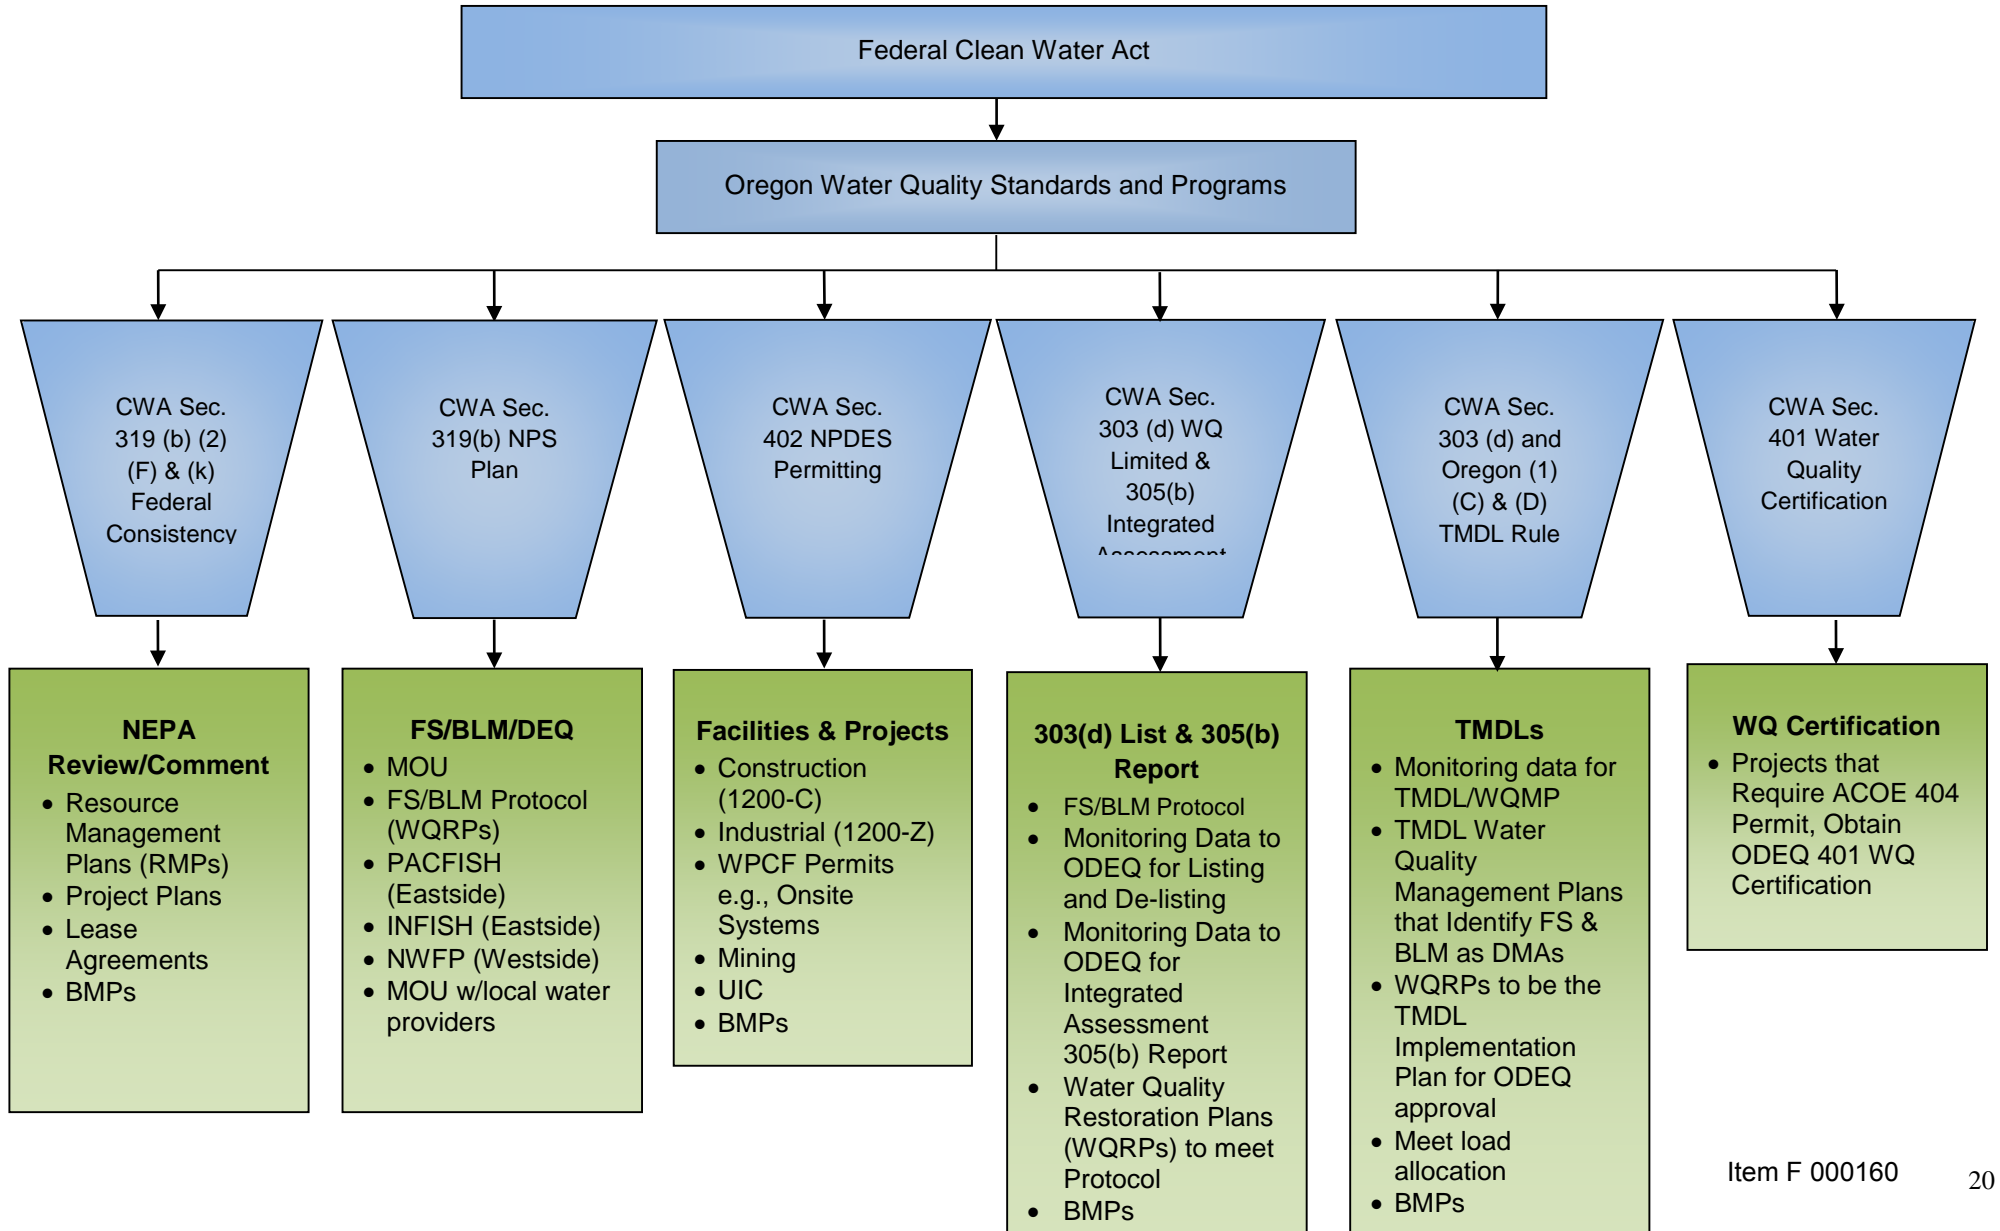 Federal Clean Water Act
Oregon Water Quality Standards and Programs
CWA Sec.
319 (b) (2)
(F) & (k)
Federal
Consistency
CWA Sec.
319(b) NPS
Plan
CWA Sec.
402 NPDES
Permitting
CWA Sec.
303 (d) WQ
Limited &
305(b)
Integrated
Assessment
CWA Sec.
303 (d) and
Oregon (1)
(C) & (D)
TMDL Rule
CWA Sec.
401 Water
Quality
Certification
NEPA
Review/Comment
• Resource
Management
Plans (RMPs)
• Project Plans
• Lease
Agreements
• BMPs
FS/BLM/DEQ
• MOU
• FS/BLM Protocol
(WQRPs)
• PACFISH
(Eastside)
• INFISH (Eastside)
• NWFP (Westside)
• MOU w/local water
providers
Facilities & Projects
• Construction
(1200-C)
• Industrial (1200-Z)
• WPCF Permits
e.g., Onsite
Systems
• Mining
• UIC
• BMPs
303(d) List & 305(b)
Report
• FS/BLM Protocol
• Monitoring Data to
ODEQ for Listing
and De-listing
• Monitoring Data to
ODEQ for
Integrated
Assessment
305(b) Report
• Water Quality
Restoration Plans
(WQRPs) to meet
Protocol
• BMPs
TMDLs
• Monitoring data for
TMDL/WQMP
• TMDL Water
Quality
Management Plans
that Identify FS &
BLM as DMAs
• WQRPs to be the
TMDL
Implementation
Plan for ODEQ
approval
• Meet load
allocation
• BMPs
WQ Certification
• Projects that
Require ACOE 404
Permit, Obtain
ODEQ 401 WQ
Certification
Item F 000160
20